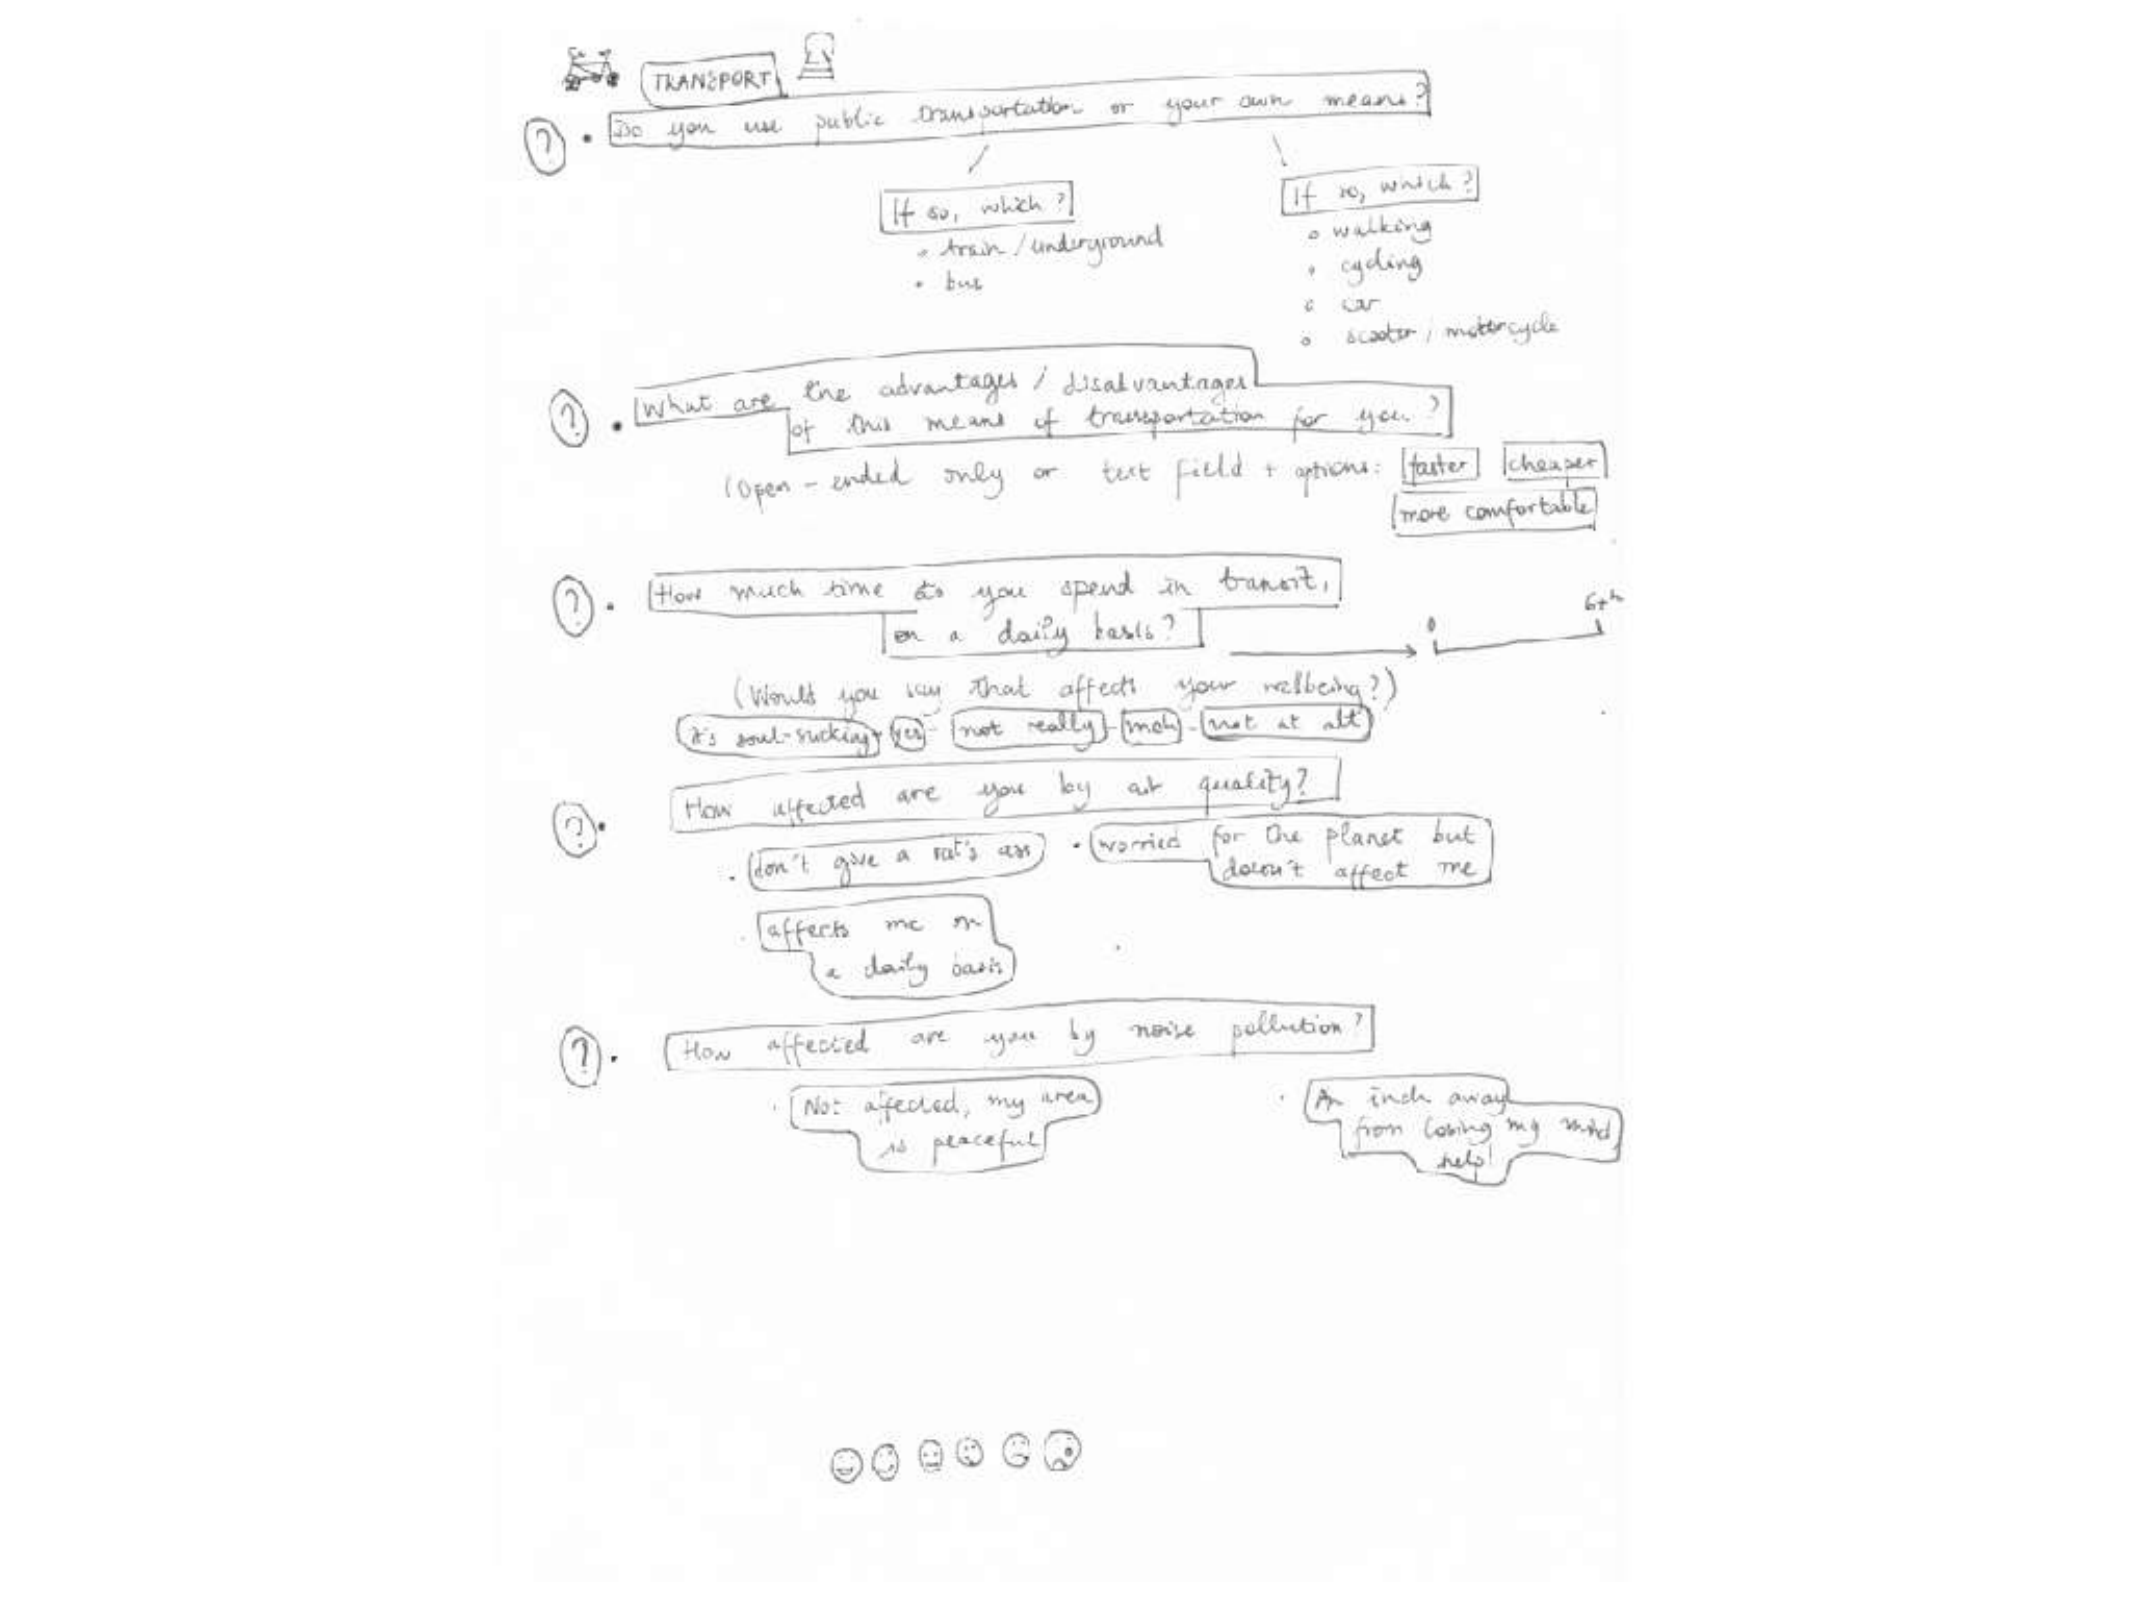 TRANSPORT
? • Do you use public transportation or your own means?
If so, which?
• train / underground
• bus
If so, which?
o walking
o cycling
o car
o scooter / motorcycle
? • What are the advantages / disadvantages
of this means of transportation for you?
(Open-ended only or text field + options: faster cheaper
more comfortable
? • How much time do you spend in transit,
on a daily basis?
0 6+h
(Would you say that affects your wellbeing?)
it's soul-sucking - yes - not really - meh - not at all
? • How affected are you by air quality?
• don't give a rat's ass • worried for the planet but
doesn't affect me
• affects me on
a daily basis
? • How affected are you by noise pollution?
• Not affected, my area
is peaceful
• An inch away
from losing my mind,
help!